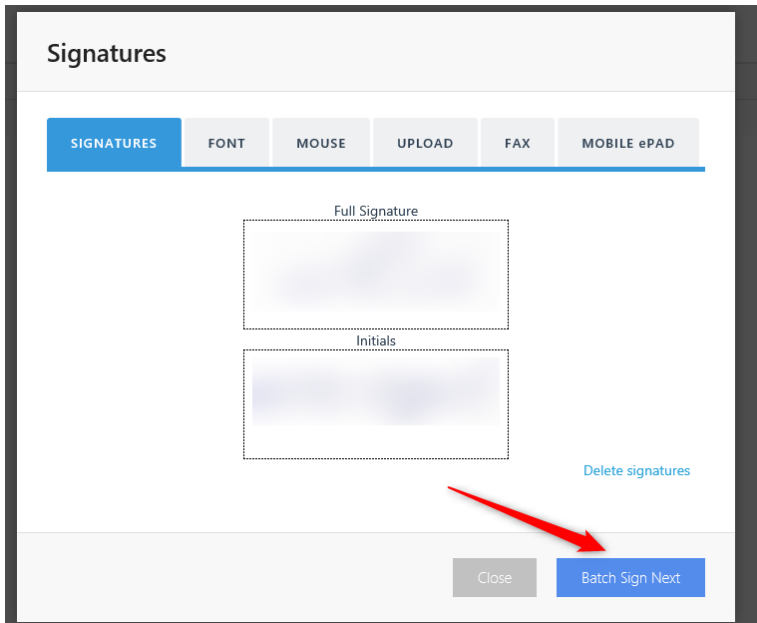 Signatures
SIGNATURES FONT MOUSE UPLOAD FAX MOBILE ePAD
Full Signature
Initials
Delete signatures
Close Batch Sign Next